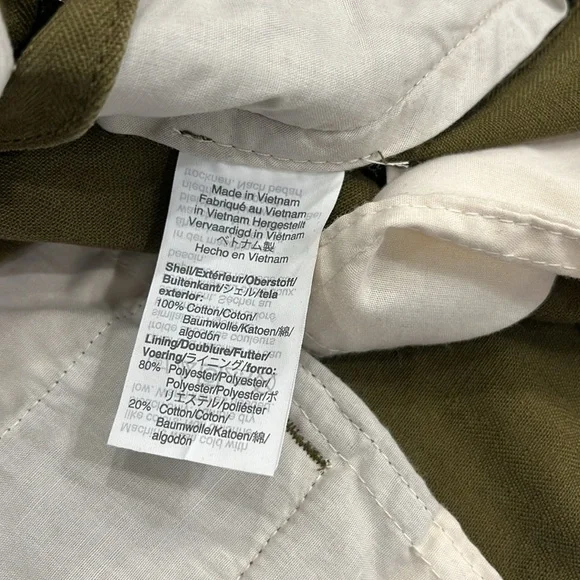 Made in Vietnam
Fabriqué au Vietnam
in Vietnam Hergestellt
Vervaardigd in Viëtnam
ベトナム製
Hecho en Vietnam
Shell/Extérieur/Oberstoff/
Buitenkant/シェル/tela
exterior:
100% Cotton/Coton/
Baumwolle/Katoen/綿/
algodón
Lining/Doublure/Futter/
Voering/ライニング/forro:
80% Polyester/Polyester/
Polyester/Polyester/ポ
リエステル/poliéster
20% Cotton/Coton/
Baumwolle/Katoen/綿/
algodón